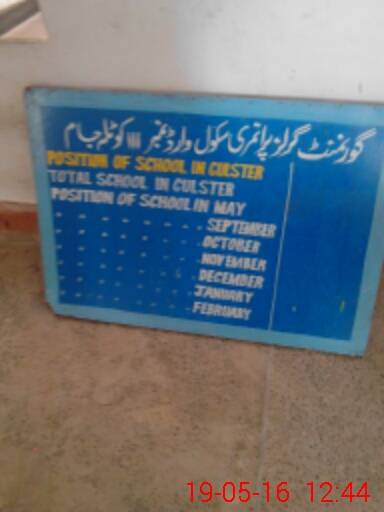 گورنمنٹ گرلز پرائمری سکول وارڈ نمبر III کوٹلہ جام
POSITION OF SCHOOL IN CULSTER
TOTAL SCHOOL IN CULSTER
POSITION OF SCHOOL IN MAY
" " " " " " - - SEPTEMBER
" " " " " " - - OCTOBER
" " " " " " - - NOVEMBER
" " " " " " - - DECEMBER
" " " " " " - - JANUARY
" " " " " " - - FEBRUARY
19-05-16 12:44